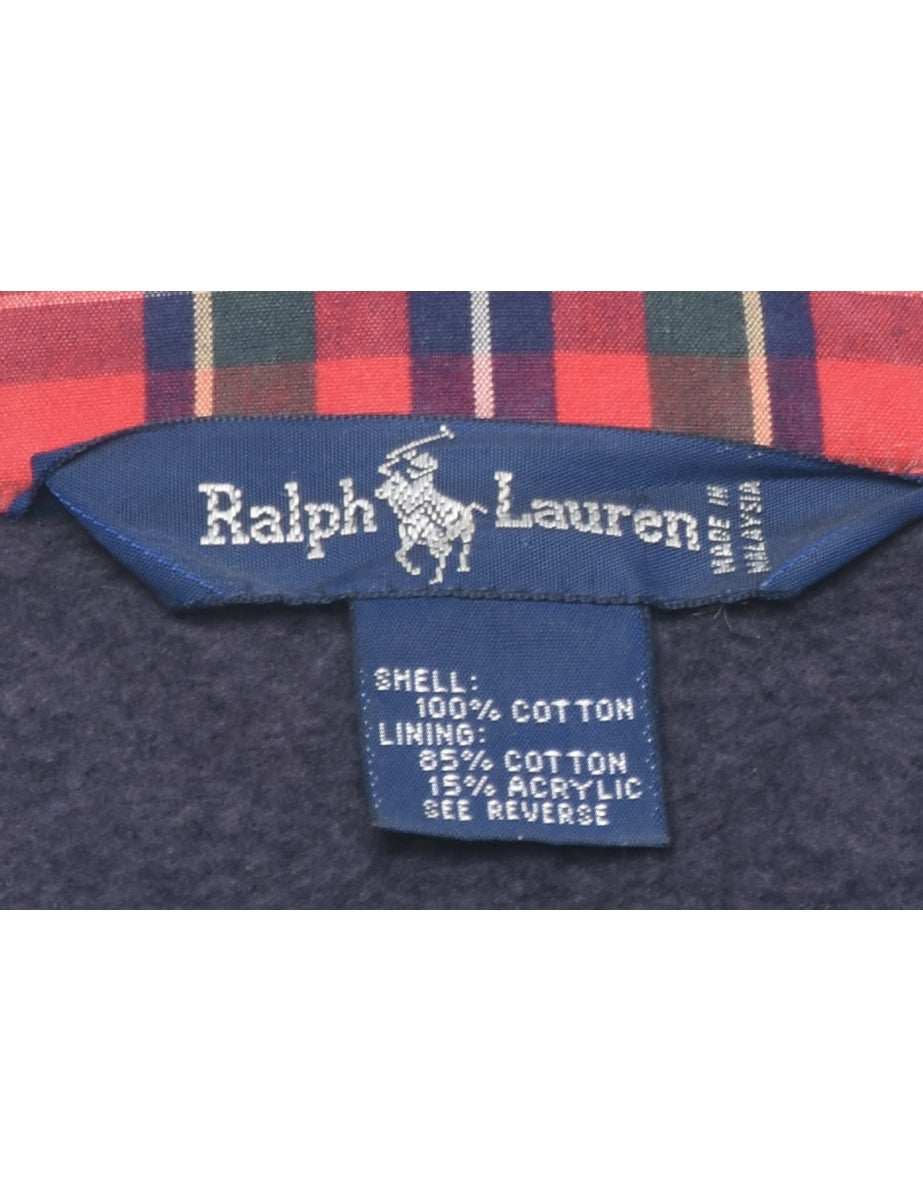 Ralph Lauren
MADE IN
MALAYSIA
SHELL:
100% COTTON
LINING:
85% COTTON
15% ACRYLIC
SEE REVERSE